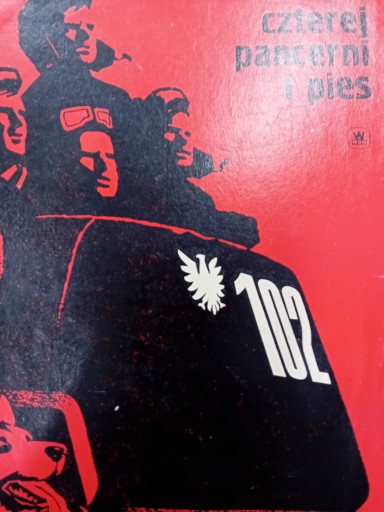 czterej
pancerni
i pies
W
102